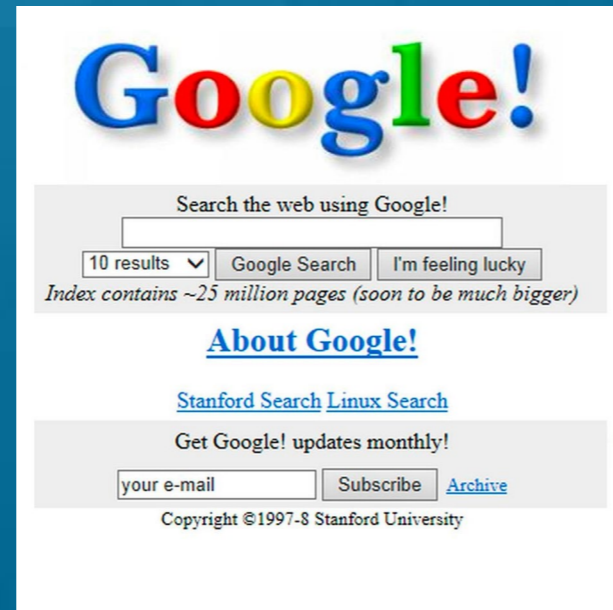 Google!
Search the web using Google!
10 results Google Search I'm feeling lucky
Index contains ~25 million pages (soon to be much bigger)
About Google!
Stanford Search Linux Search
Get Google! updates monthly!
your e-mail Subscribe Archive
Copyright ©1997-8 Stanford University